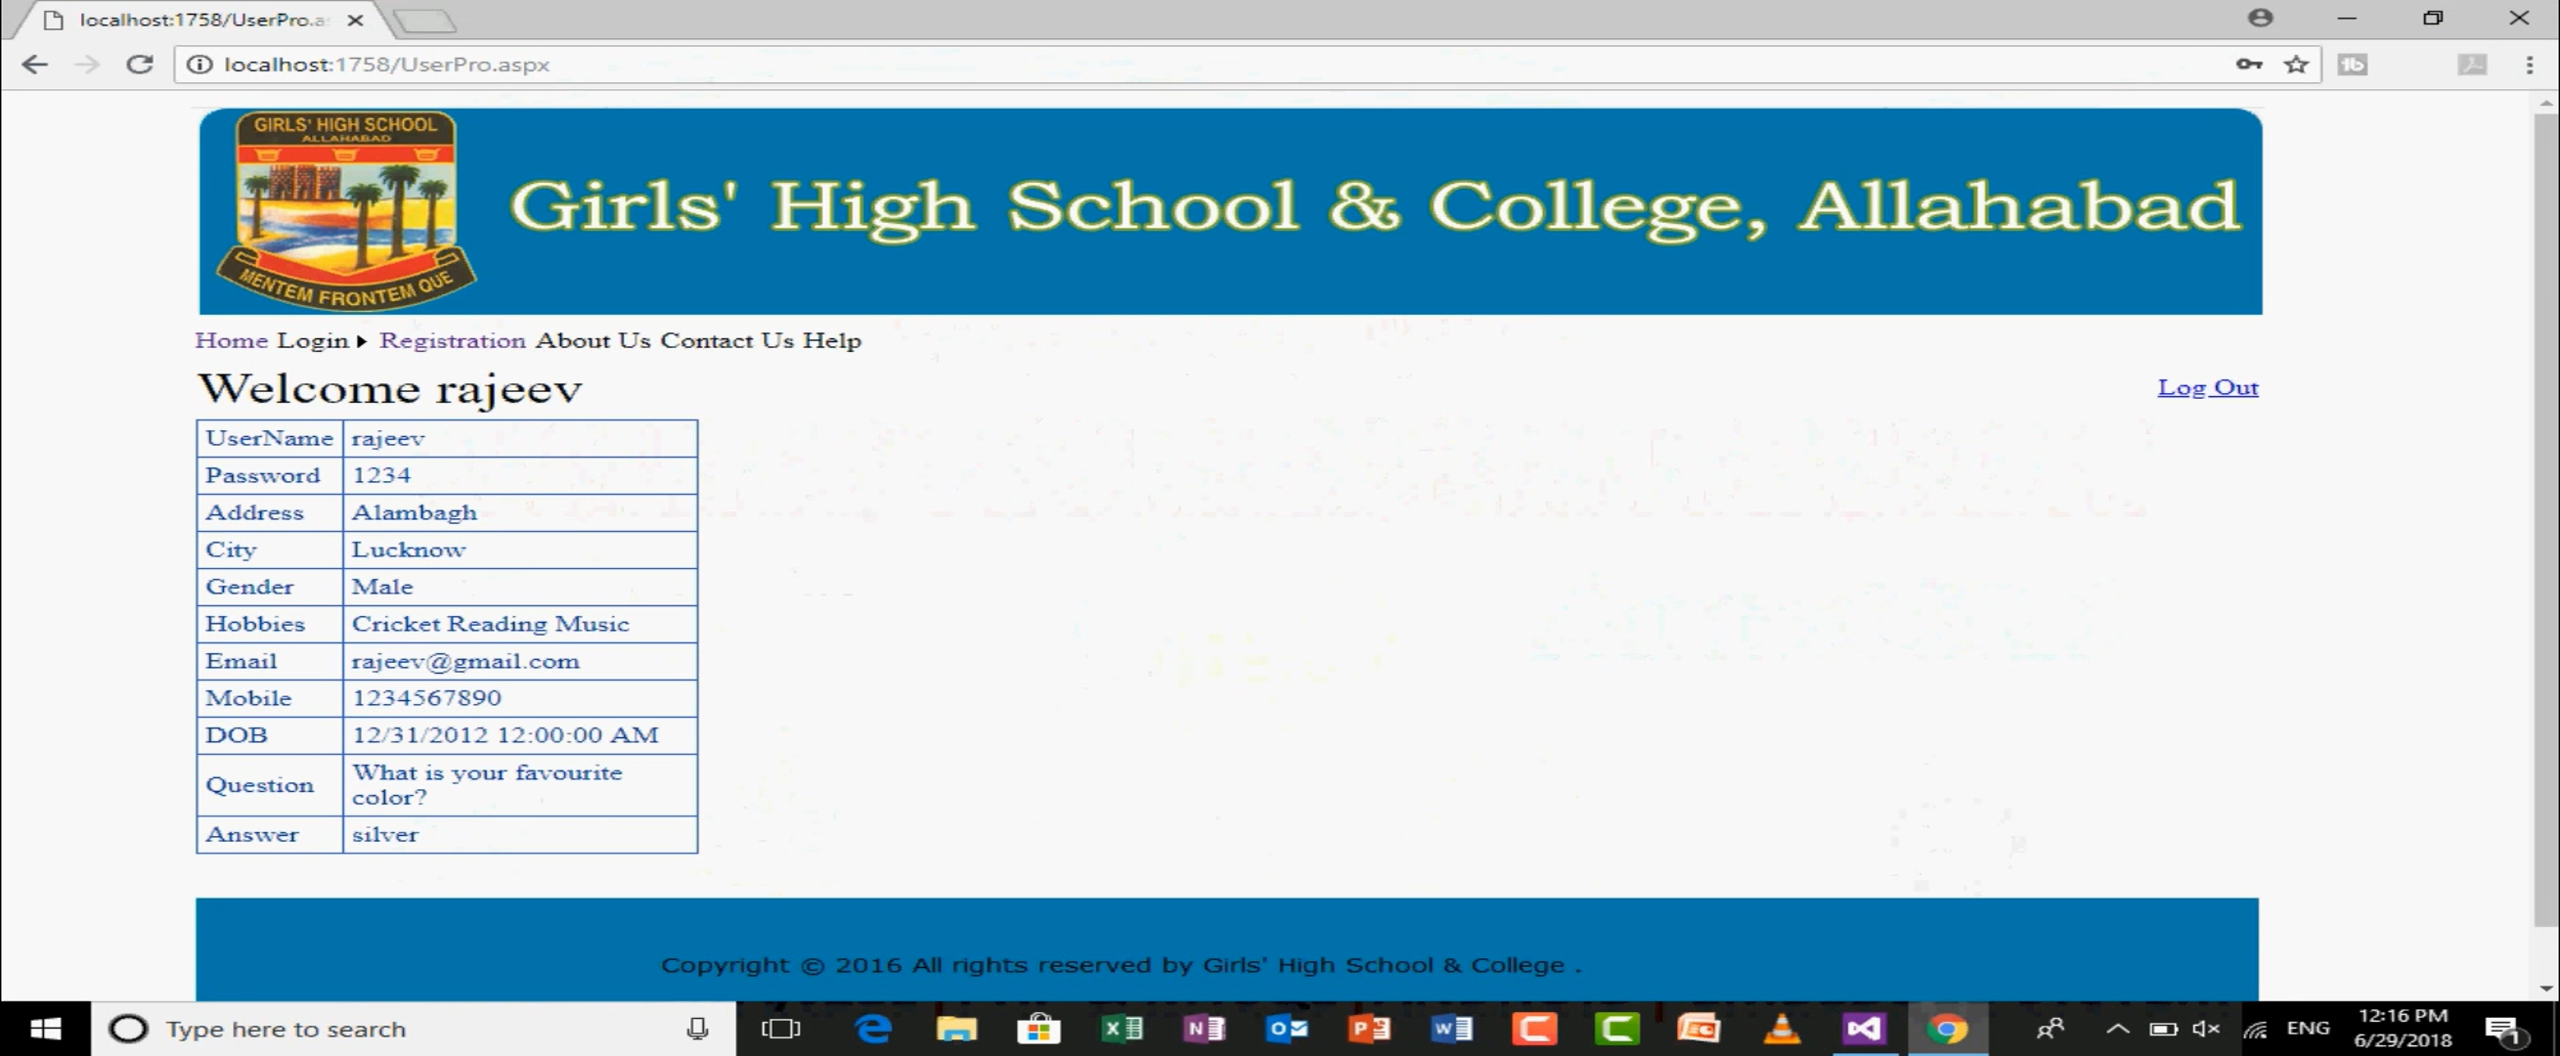 localhost:1758/UserPro.a
localhost:1758/UserPro.aspx
GIRLS' HIGH SCHOOL
ALLAHABAD
MENTEM FRONTEM QUE
Girls' High School & College, Allahabad
Home Login Registration About Us Contact Us Help
Welcome rajeev
Log Out
UserName rajeev
Password 1234
Address Alambagh
City Lucknow
Gender Male
Hobbies Cricket Reading Music
Email rajeev@gmail.com
Mobile 1234567890
DOB 12/31/2012 12:00:00 AM
Question What is your favourite
color?
Answer silver
Copyright © 2016 All rights reserved by Girls' High School & College .
Type here to search
ENG
12:16 PM
6/29/2018
1